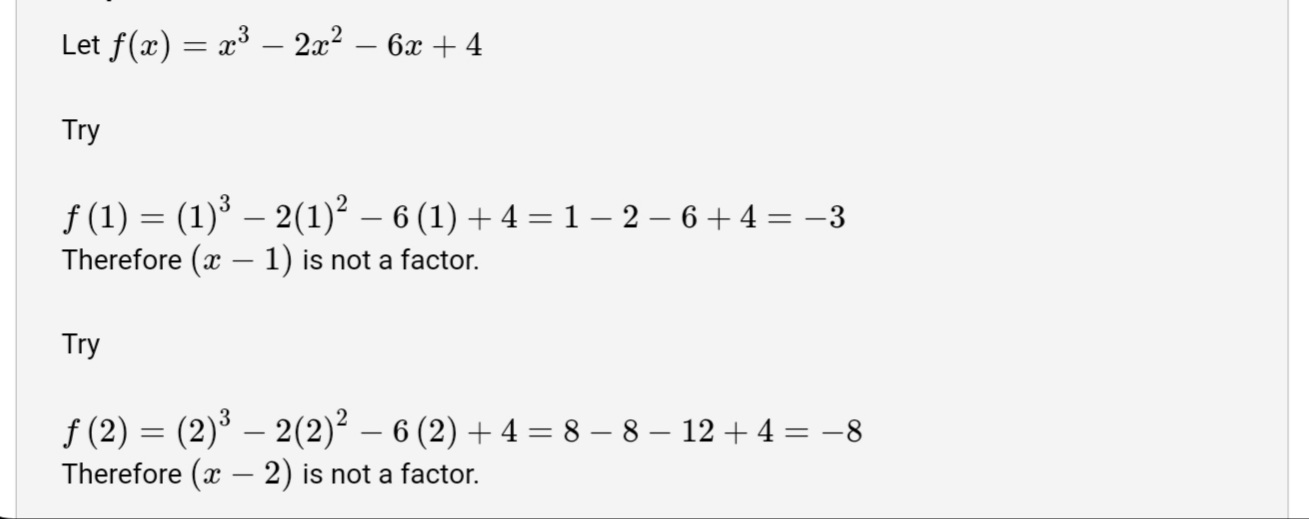 Let f(x) = x³ − 2x² − 6x + 4
Try
f (1) = (1)³ − 2(1)² − 6 (1) + 4 = 1 − 2 − 6 + 4 = −3
Therefore (x − 1) is not a factor.
Try
f (2) = (2)³ − 2(2)² − 6 (2) + 4 = 8 − 8 − 12 + 4 = −8
Therefore (x − 2) is not a factor.